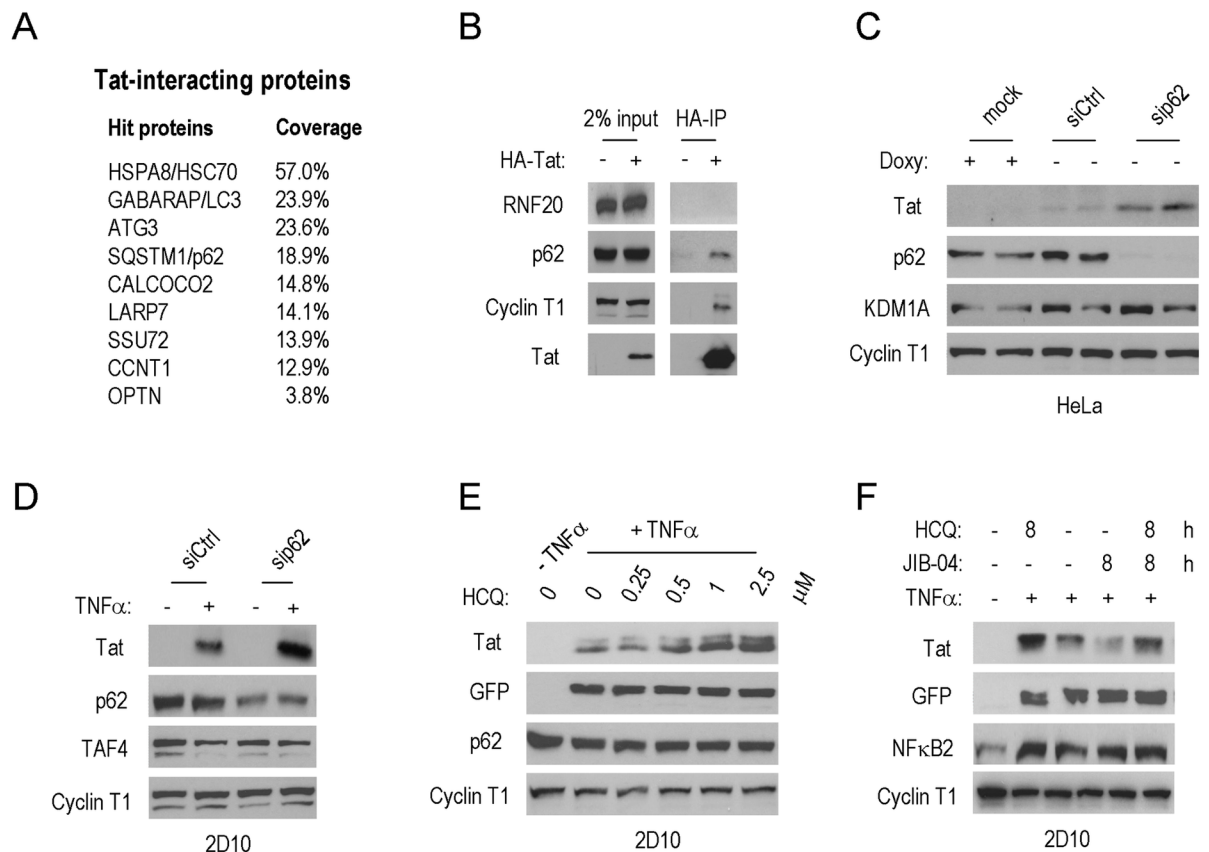 A
Tat-interacting proteins
Hit proteins Coverage
HSPA8/HSC70 57.0%
GABARAP/LC3 23.9%
ATG3 23.6%
SQSTM1/p62 18.9%
CALCOCO2 14.8%
LARP7 14.1%
SSU72 13.9%
CCNT1 12.9%
OPTN 3.8%
B
2% input HA-IP
HA-Tat: - + - +
RNF20
p62
Cyclin T1
Tat
C
mock siCtrl sip62
Doxy: + + - - - -
Tat
p62
KDM1A
Cyclin T1
HeLa
D
siCtrl sip62
TNFα: - + - +
Tat
p62
TAF4
Cyclin T1
2D10
E
- TNFα + TNFα
HCQ: 0 0 0.25 0.5 1 2.5 μM
Tat
GFP
p62
Cyclin T1
2D10
F
HCQ: - 8 - - 8 h
JIB-04: - - - 8 8 h
TNFα: - + + + +
Tat
GFP
NFκB2
Cyclin T1
2D10